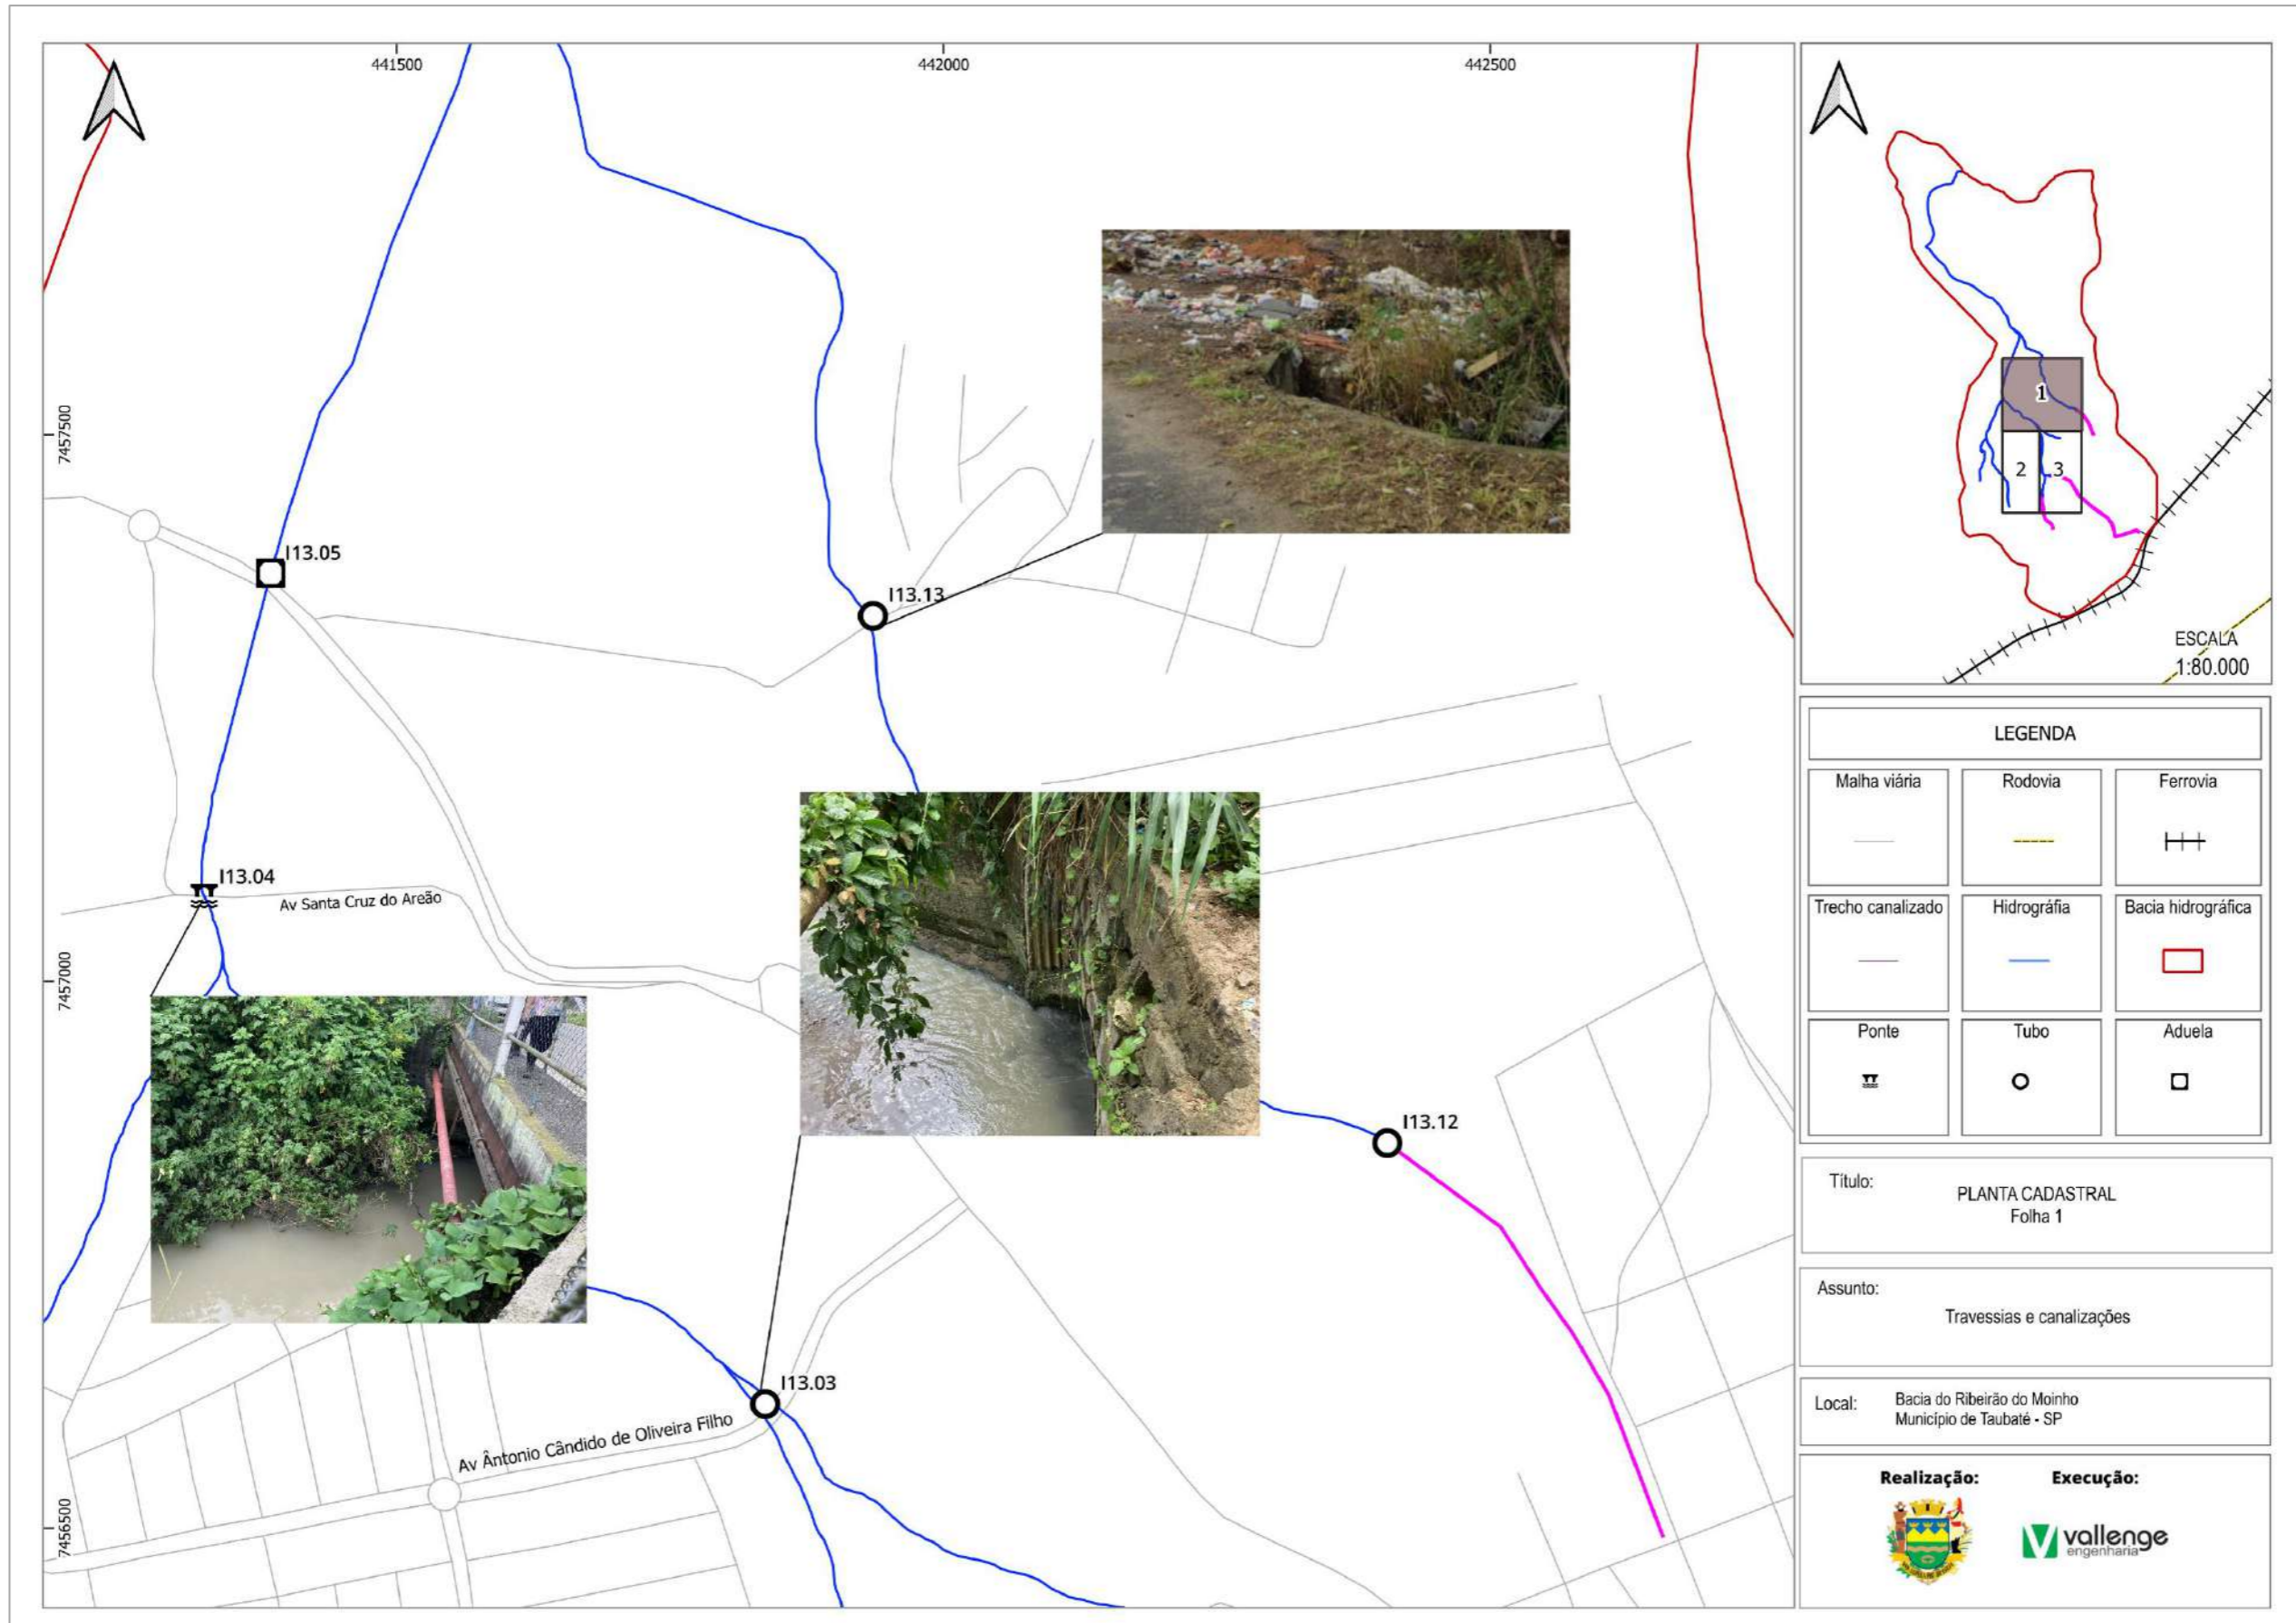 441500
442000
442500
7457500
7457000
7456500
I13.05
I13.13
I13.04
Av Santa Cruz do Areão
I13.12
I13.03
Av Ântonio Cândido de Oliveira Filho
1
2
3
ESCALA
1:80.000
LEGENDA
Malha viária
Rodovia
Ferrovia
Trecho canalizado
Hidrográfia
Bacia hidrográfica
Ponte
Tubo
Aduela
Título:
PLANTA CADASTRAL
Folha 1
Assunto:
Travessias e canalizações
Local:
Bacia do Ribeirão do Moinho
Município de Taubaté - SP
Realização:
Execução:
vallenge
engenharia